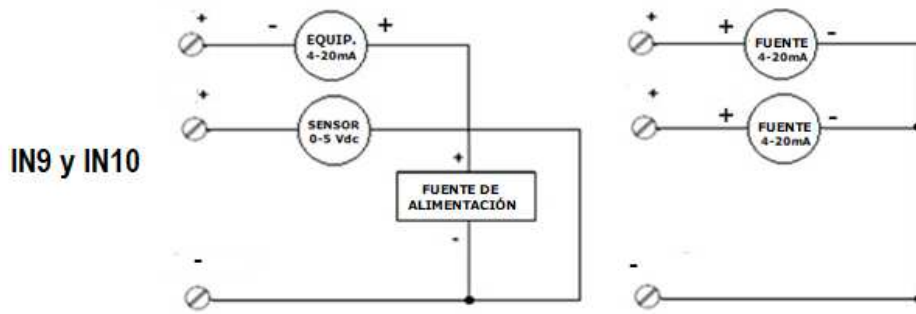 IN9 y IN10
+
- EQUIP. +
4-20mA
+
SENSOR
0-5 Vdc
+
FUENTE DE
ALIMENTACIÓN
-
-
+
+ FUENTE -
4-20mA
+
+ FUENTE -
4-20mA
-